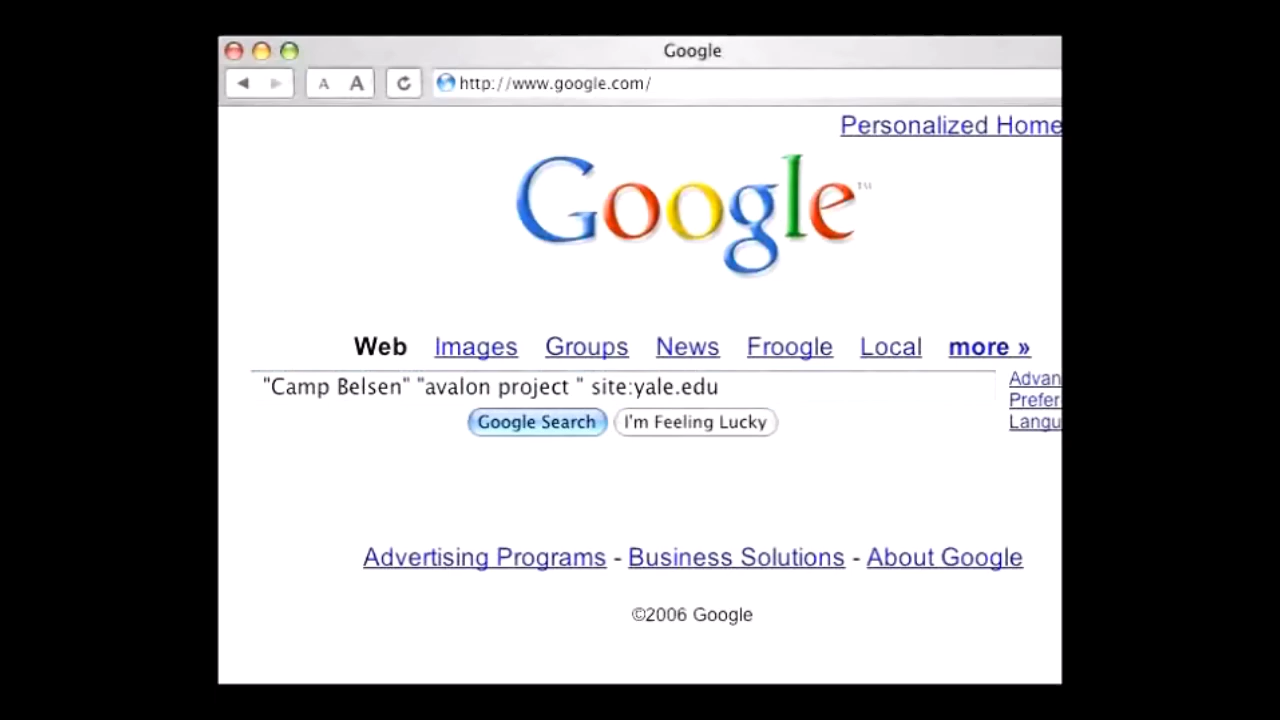 Google
A A http://www.google.com/
Personalized Home
Google™
Web Images Groups News Froogle Local more »
"Camp Belsen" "avalon project " site:yale.edu
Advan
Prefer
Langu
Google Search I'm Feeling Lucky
Advertising Programs - Business Solutions - About Google
©2006 Google